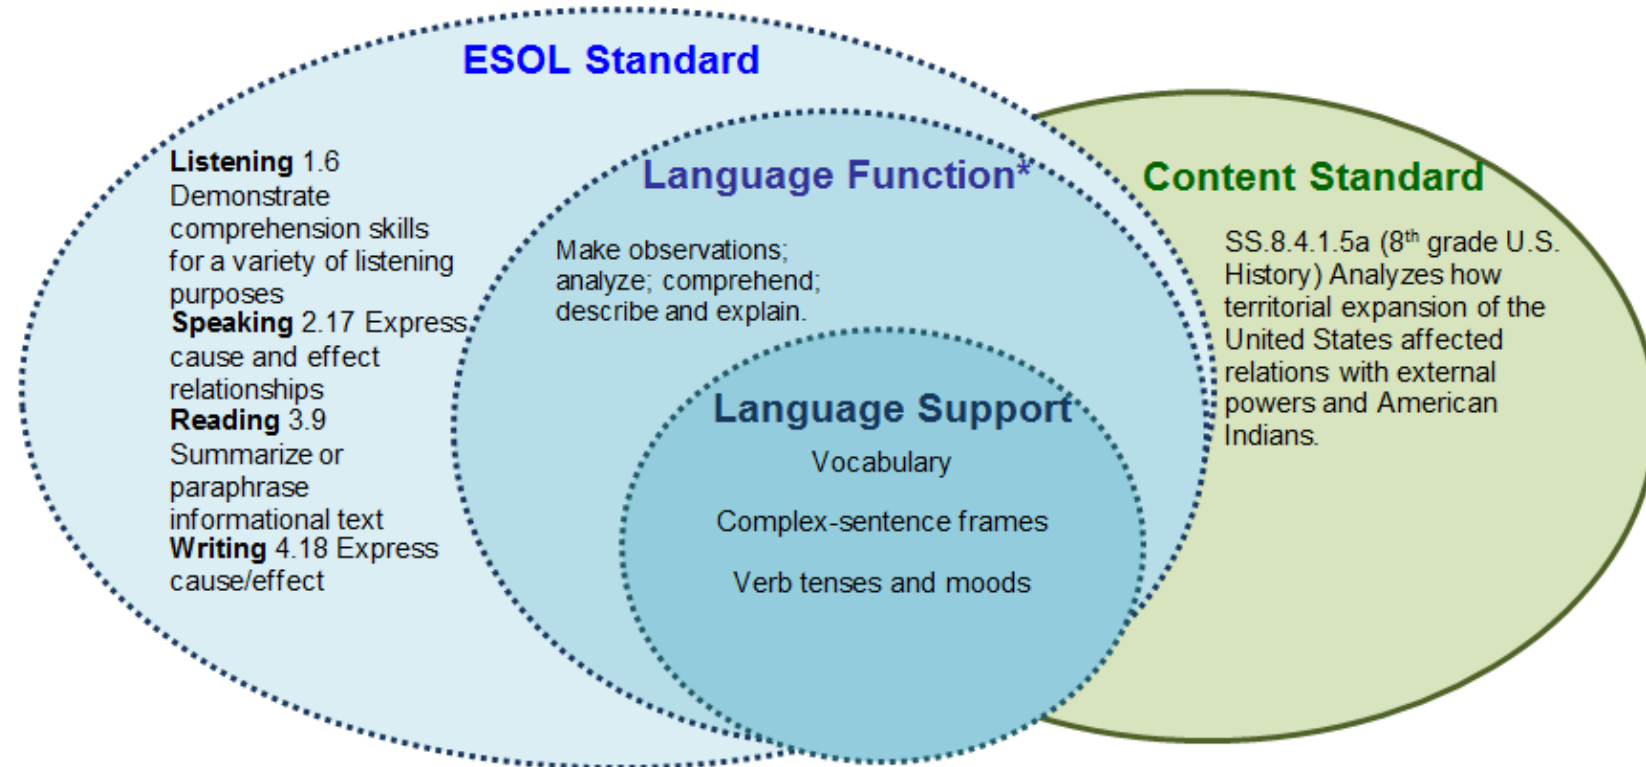 ESOL Standard
Listening 1.6
Demonstrate
comprehension skills
for a variety of listening
purposes
Speaking 2.17 Express
cause and effect
relationships
Reading 3.9
Summarize or
paraphrase
informational text
Writing 4.18 Express
cause/effect
Language Function*
Make observations;
analyze; comprehend;
describe and explain.
Language Support
Vocabulary
Complex-sentence frames
Verb tenses and moods
Content Standard
SS.8.4.1.5a (8th grade U.S.
History) Analyzes how
territorial expansion of the
United States affected
relations with external
powers and American
Indians.